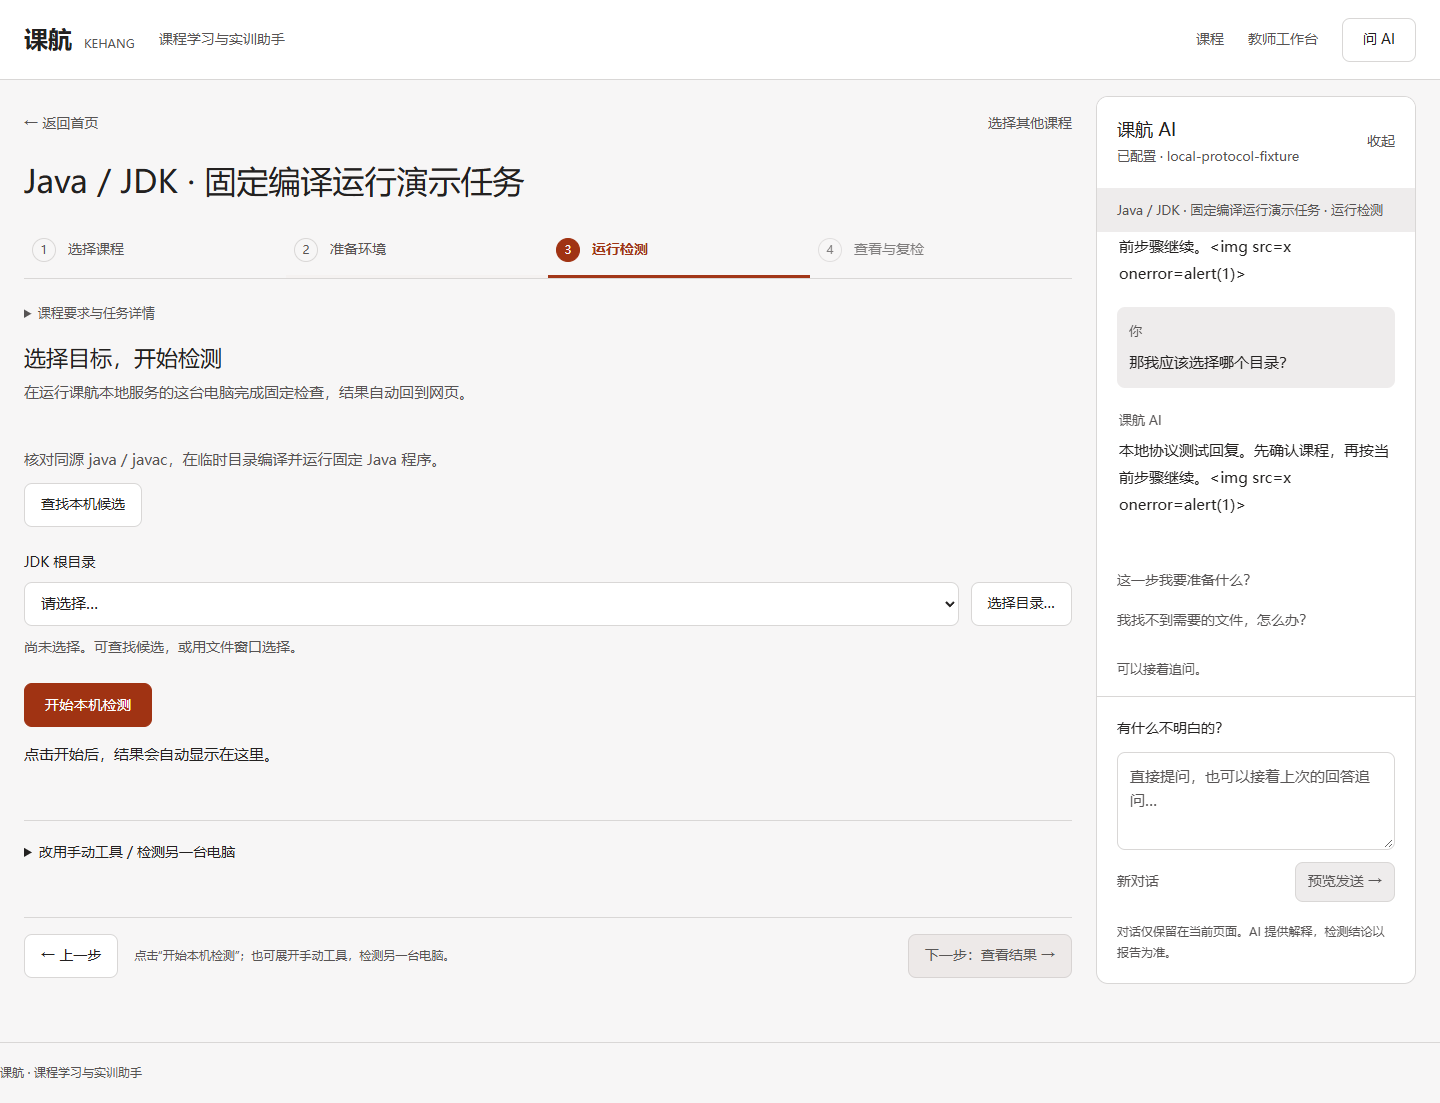 课航 KEHANG 课程学习与实训助手
课程 教师工作台 问 AI
← 返回首页 选择其他课程
Java / JDK · 固定编译运行演示任务
1 选择课程 2 准备环境 3 运行检测 4 查看与复检
▶ 课程要求与任务详情
选择目标，开始检测
在运行课航本地服务的这台电脑完成固定检查，结果自动回到网页。
核对同源 java / javac，在临时目录编译并运行固定 Java 程序。
查找本机候选
JDK 根目录
请选择...
选择目录...
尚未选择。可查找候选，或用文件窗口选择。
开始本机检测
点击开始后，结果会自动显示在这里。
▶ 改用手动工具 / 检测另一台电脑
← 上一步
点击“开始本机检测”；也可展开手动工具，检测另一台电脑。
下一步：查看结果 →
课航 AI
已配置 · local-protocol-fixture
收起
Java / JDK · 固定编译运行演示任务 · 运行检测
前步骤继续。<img src=x
onerror=alert(1)>
你
那我应该选择哪个目录？
课航 AI
本地协议测试回复。先确认课程，再按当
前步骤继续。<img src=x
onerror=alert(1)>
这一步我要准备什么？
我找不到需要的文件，怎么办？
可以接着追问。
有什么不明白的？
直接提问，也可以接着上次的回答追
问...
新对话
预览发送 →
对话仅保留在当前页面。AI 提供解释，检测结论以
报告为准。
课航 · 课程学习与实训助手